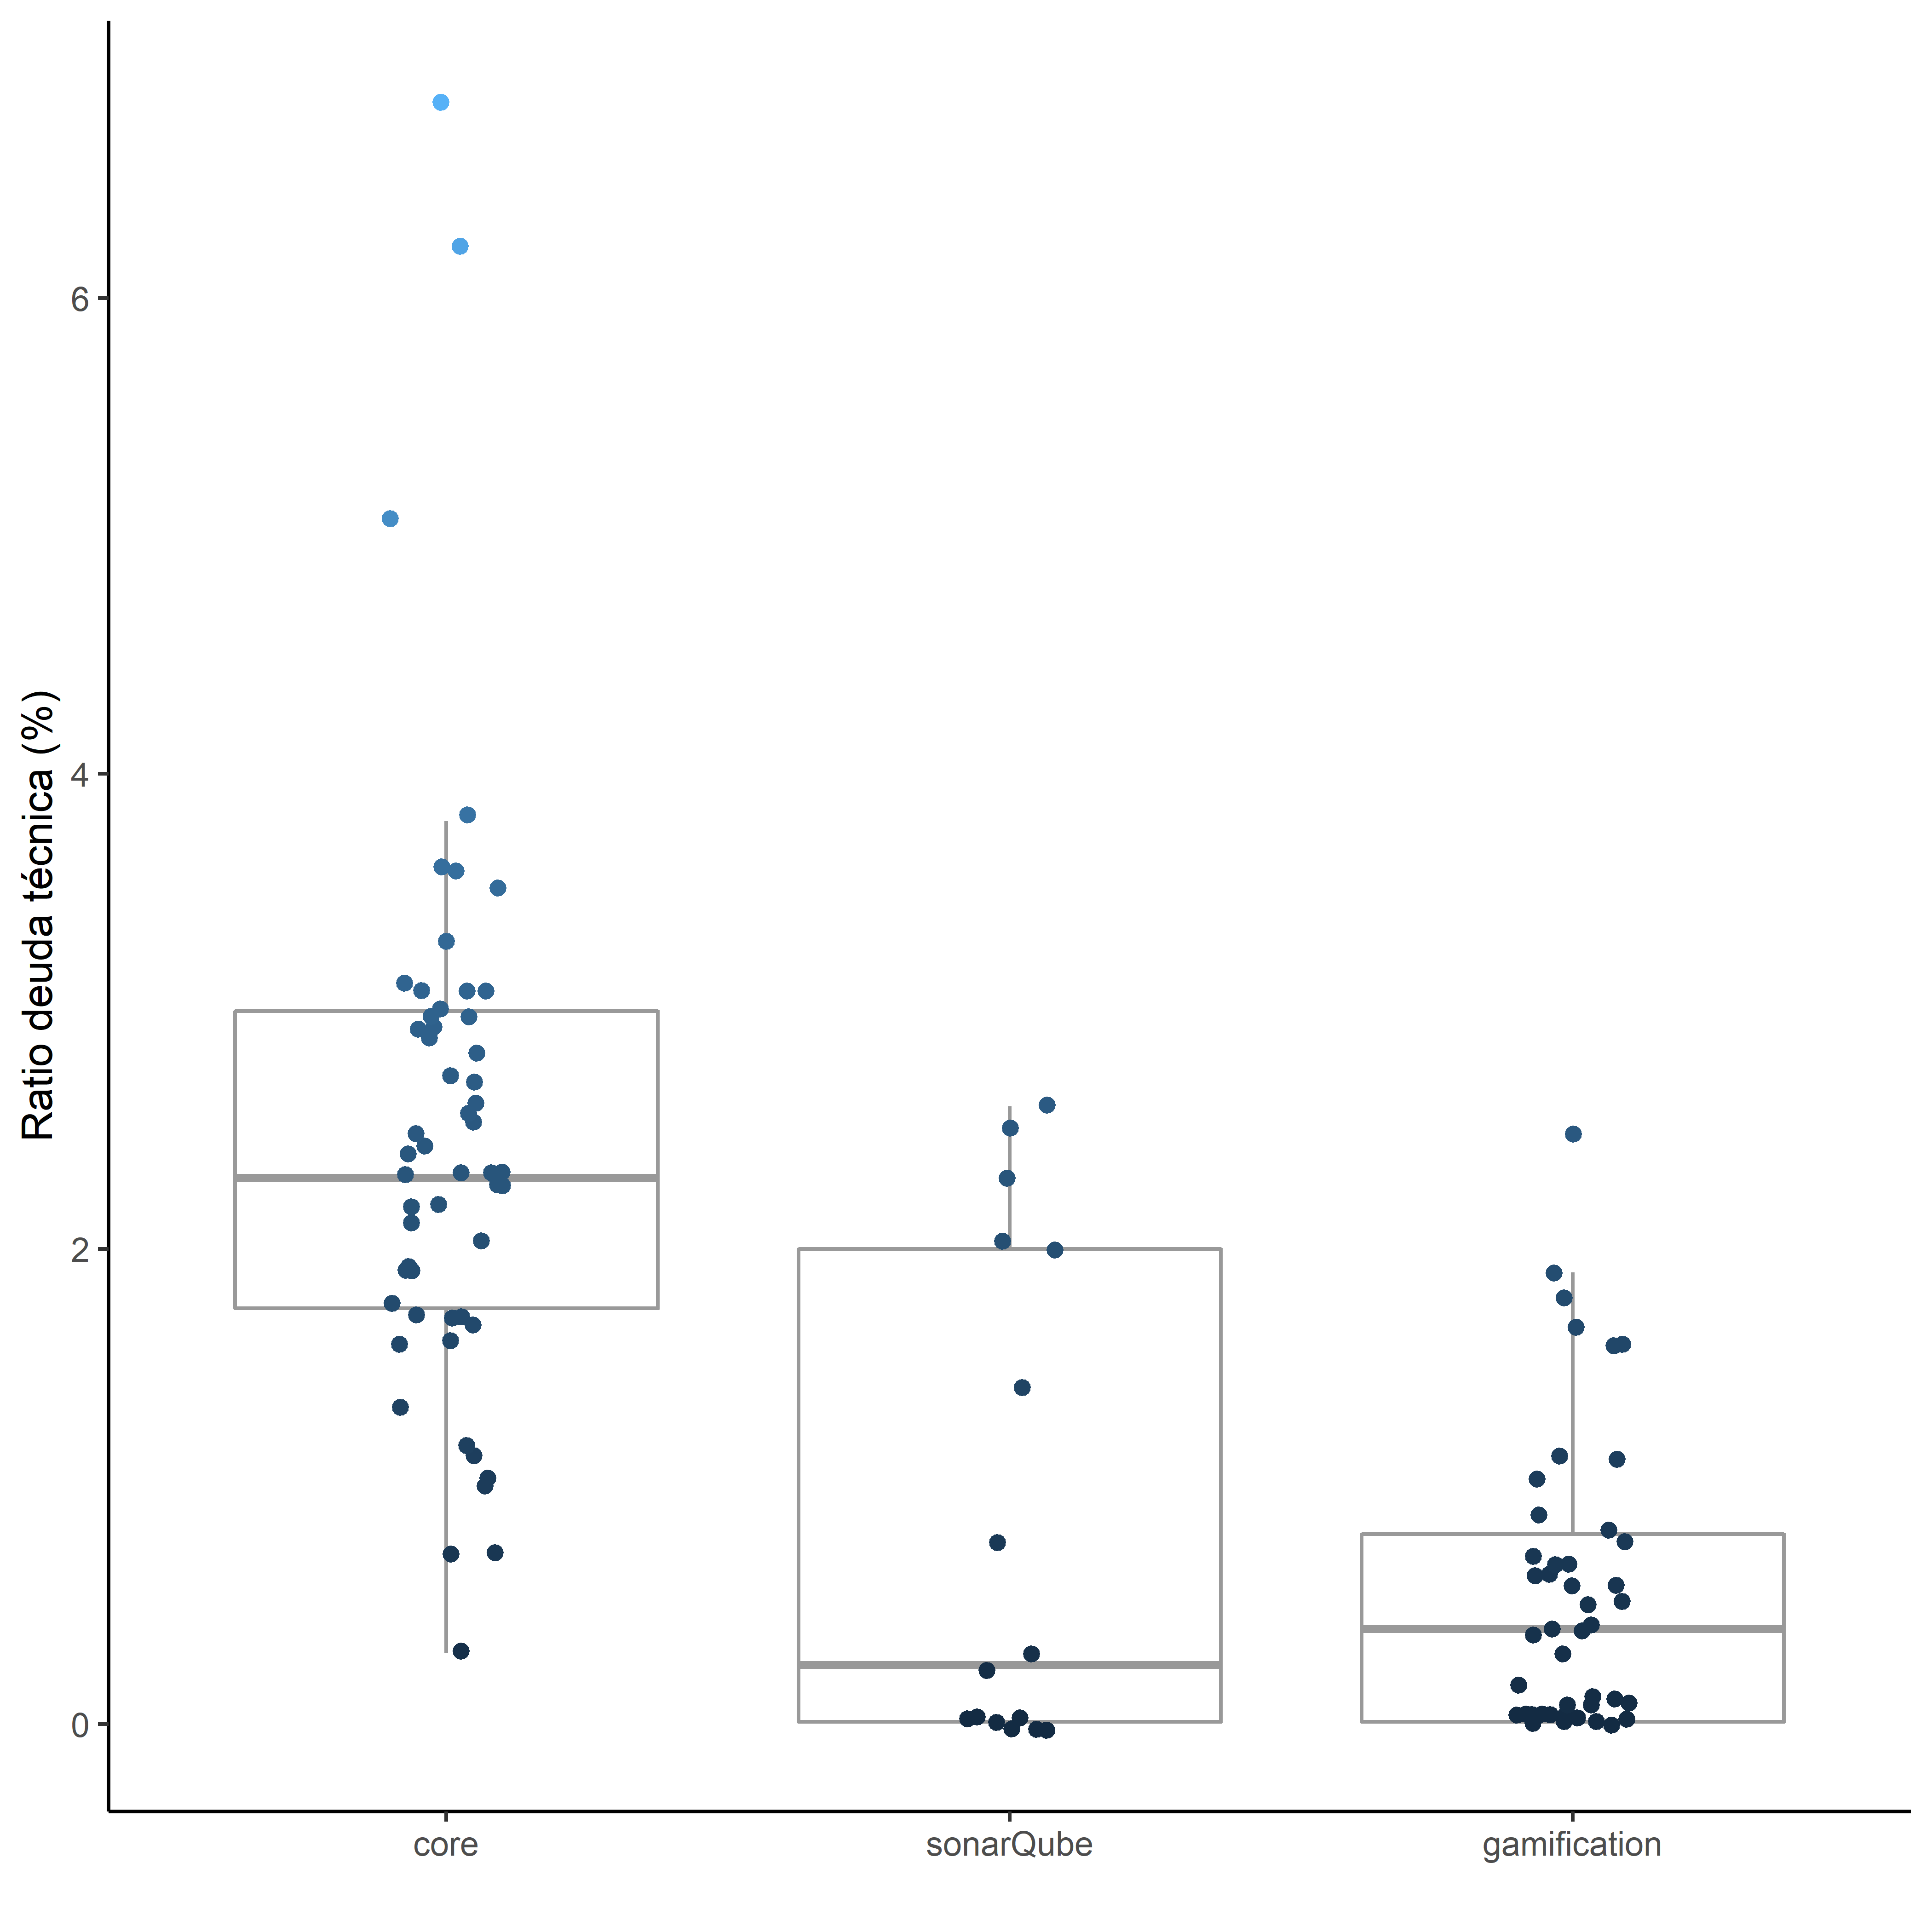 Ratio deuda técnica (%)
6
4
2
0
core
sonarQube
gamification